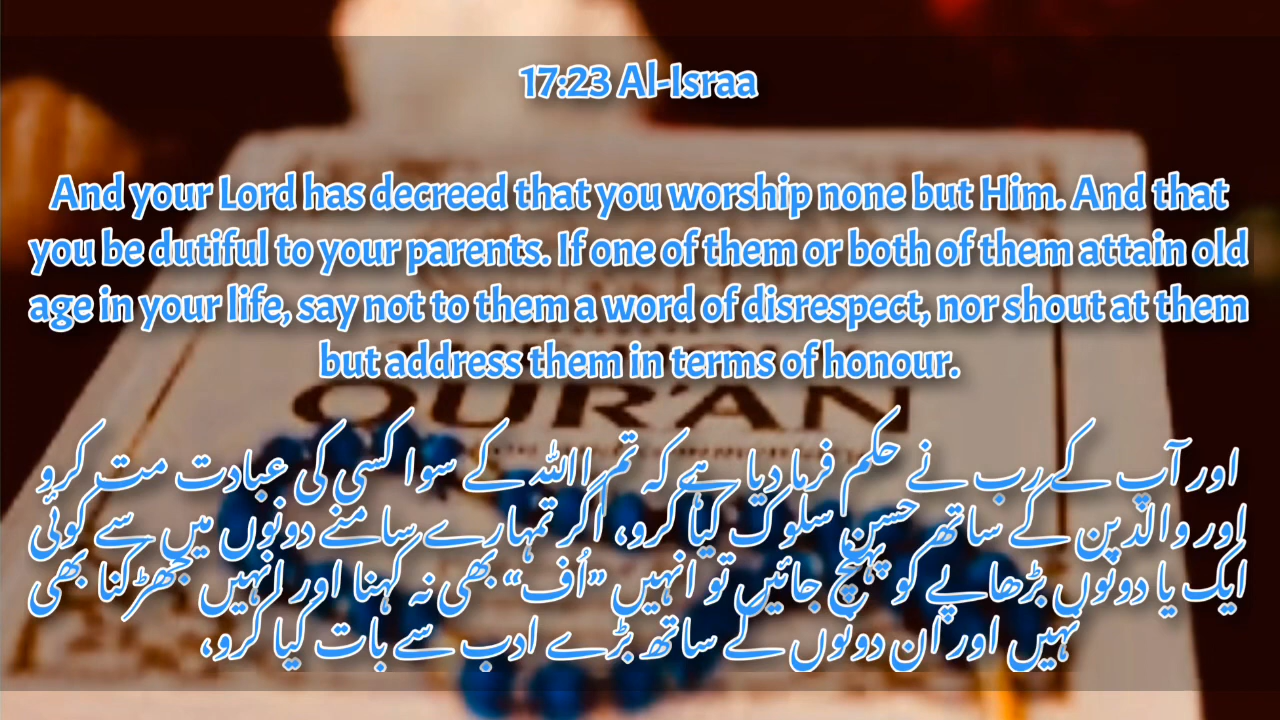 17:23 Al-Israa
And your Lord has decreed that you worship none but Him. And that
you be dutiful to your parents. If one of them or both of them attain old
age in your life, say not to them a word of disrespect, nor shout at them
but address them in terms of honour.
QUR'AN
اور آپ کے رب نے حکم فرما دیا ہے کہ تم اﷲ کے سوا کسی کی عبادت مت کرو
اور والدین کے ساتھ حسنِ سلوک کیا کرو، اگر تمہارے سامنے دونوں میں سے کوئی
ایک یا دونوں بڑھاپے کو پہنچ جائیں تو انہیں ”اُف“ بھی نہ کہنا اور انہیں جھڑکنا بھی
نہیں اور ان دونوں کے ساتھ بڑے ادب سے بات کیا کرو،